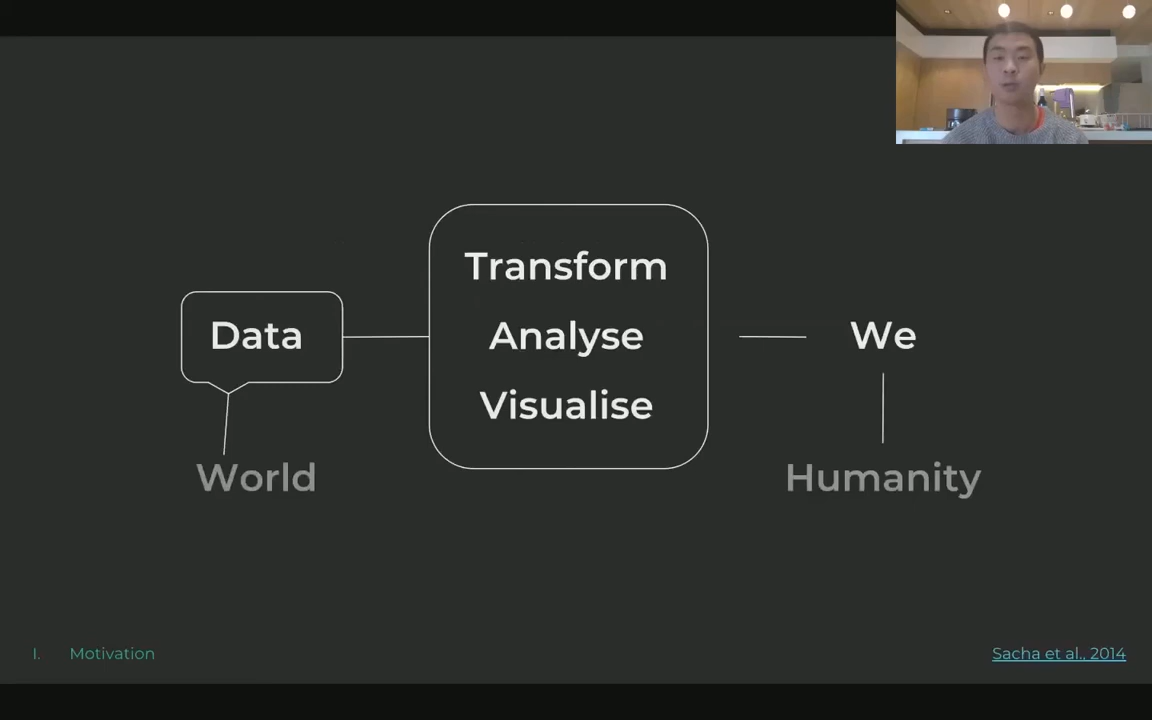 Transform
Data
Analyse
We
Visualise
World
Humanity
I. Motivation
Sacha et al., 2014